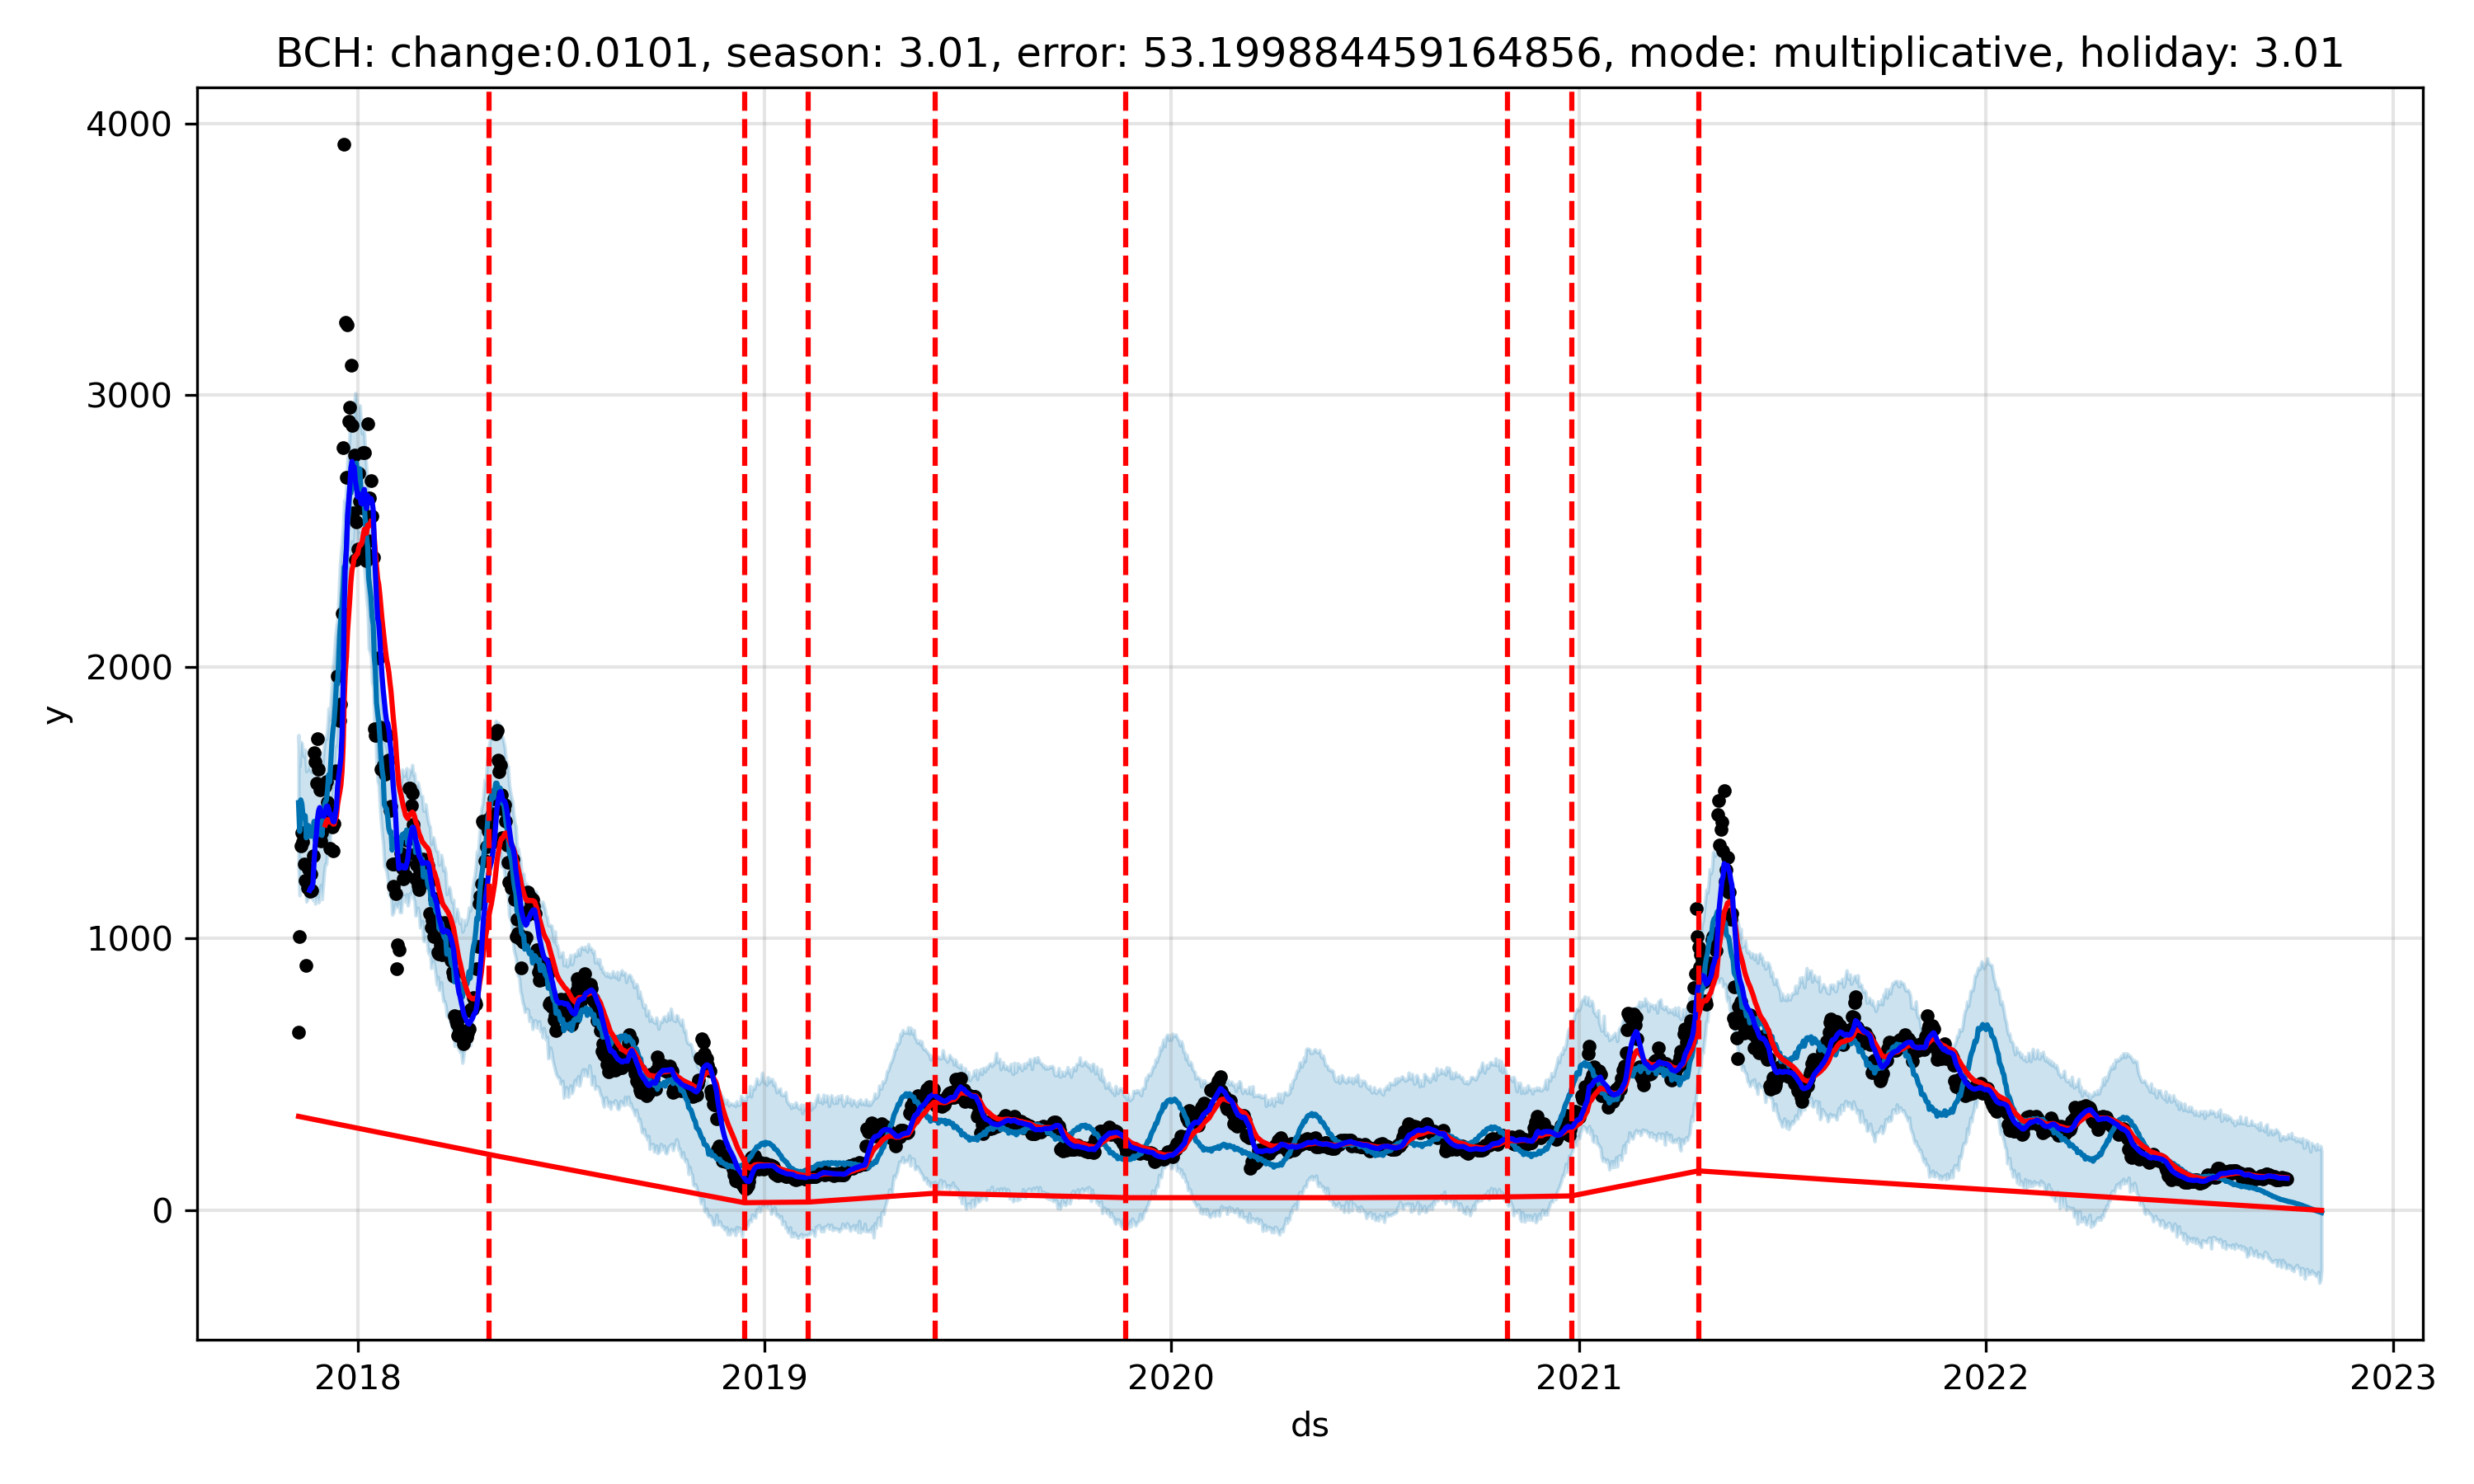 BCH: change:0.0101, season: 3.01, error: 53.199884459164856, mode: multiplicative, holiday: 3.01
4000
3000
2000
1000
0
y
2018 2019 2020 2021 2022 2023
ds